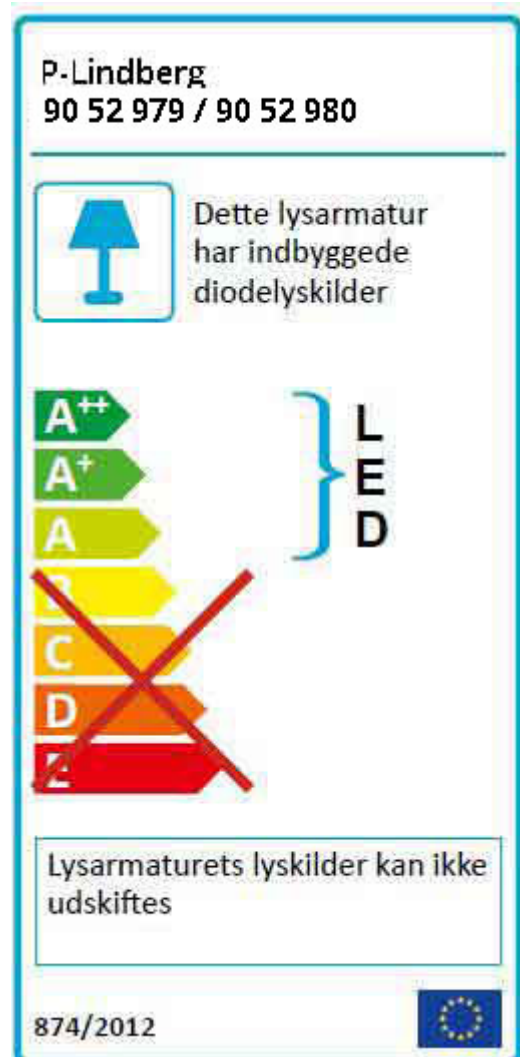 P-Lindberg
90 52 979 / 90 52 980
Dette lysarmatur
har indbyggede
diodelyskilder
A++
A+
A
B
C
D
E
L
E
D
Lysarmaturets lyskilder kan ikke
udskiftes
874/2012